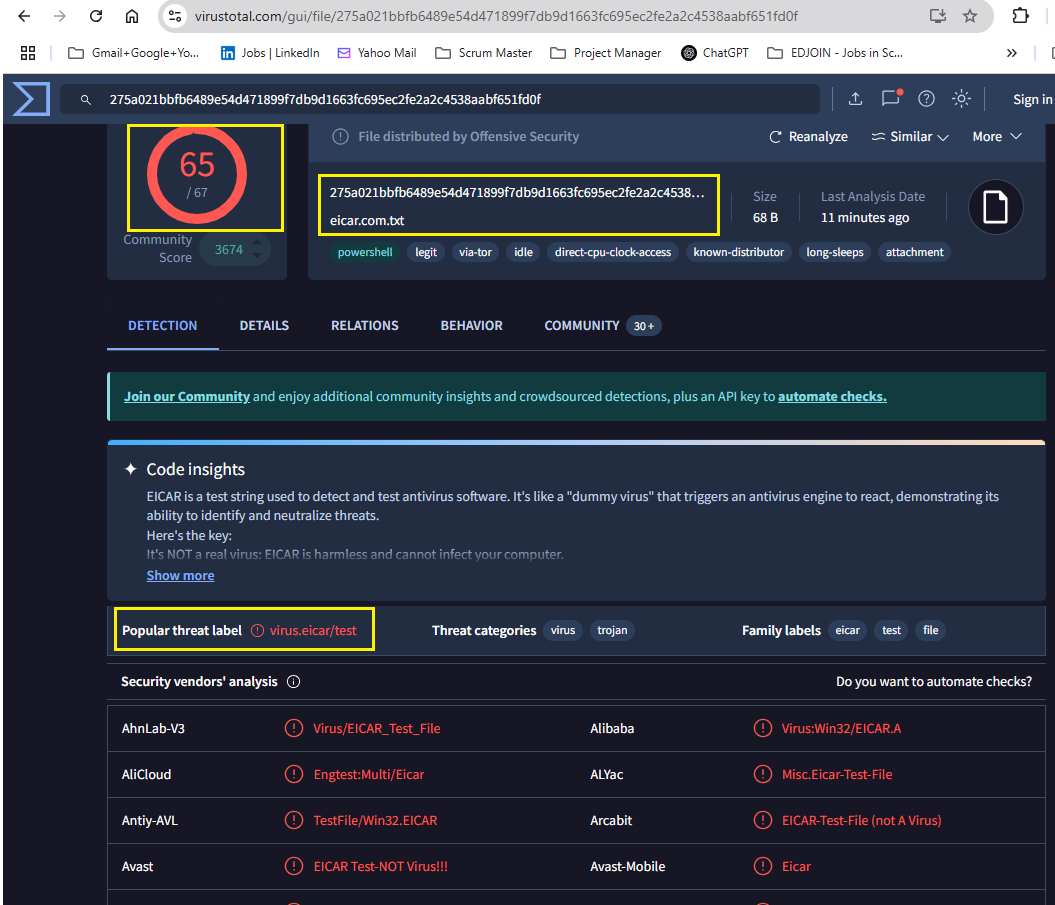 virustotal.com/gui/file/275a021bbfb6489e54d471899f7db9d1663fc695ec2fe2a2c4538aabf651fd0f
Gmail+Google+Yo...
in Jobs | LinkedIn
Yahoo Mail
Scrum Master
Project Manager
ChatGPT
EDJOIN - Jobs in Sc...
»
275a021bbfb6489e54d471899f7db9d1663fc695ec2fe2a2c4538aabf651fd0f
Sign in
65
/ 67
Community
Score
3674
File distributed by Offensive Security
Reanalyze
Similar
More
275a021bbfb6489e54d471899f7db9d1663fc695ec2fe2a2c4538...
eicar.com.txt
Size
68 B
Last Analysis Date
11 minutes ago
powershell
legit
via-tor
idle
direct-cpu-clock-access
known-distributor
long-sleeps
attachment
DETECTION
DETAILS
RELATIONS
BEHAVIOR
COMMUNITY 30+
Join our Community and enjoy additional community insights and crowdsourced detections, plus an API key to automate checks.
Code insights
EICAR is a test string used to detect and test antivirus software. It's like a "dummy virus" that triggers an antivirus engine to react, demonstrating its
ability to identify and neutralize threats.
Here's the key:
It's NOT a real virus: EICAR is harmless and cannot infect your computer.
Show more
Popular threat label virus.eicar/test
Threat categories virus trojan
Family labels eicar test file
Security vendors' analysis
Do you want to automate checks?
AhnLab-V3 Virus/EICAR_Test_File
Alibaba Virus:Win32/EICAR.A
AliCloud Engtest:Multi/Eicar
ALYac Misc.Eicar-Test-File
Antiy-AVL TestFile/Win32.EICAR
Arcabit EICAR-Test-File (not A Virus)
Avast EICAR Test-NOT Virus!!!
Avast-Mobile Eicar